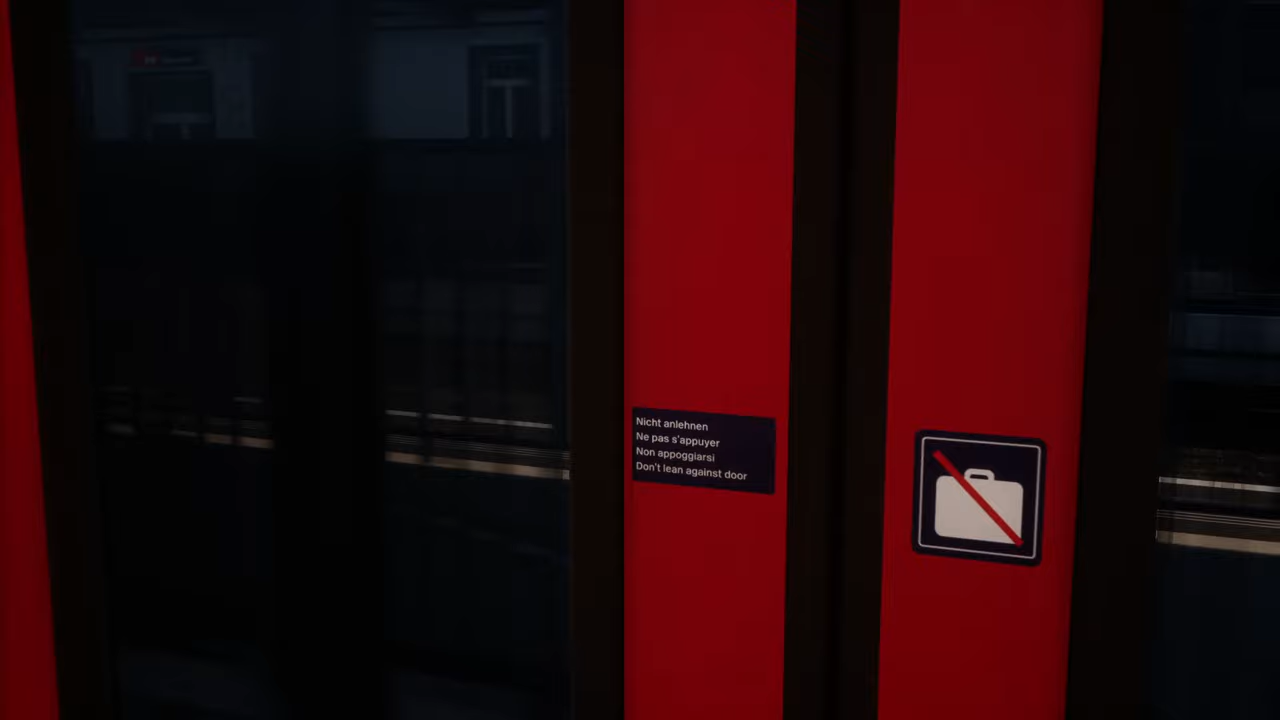 Nicht anlehnen
Ne pas s'appuyer
Non appoggiarsi
Don't lean against door